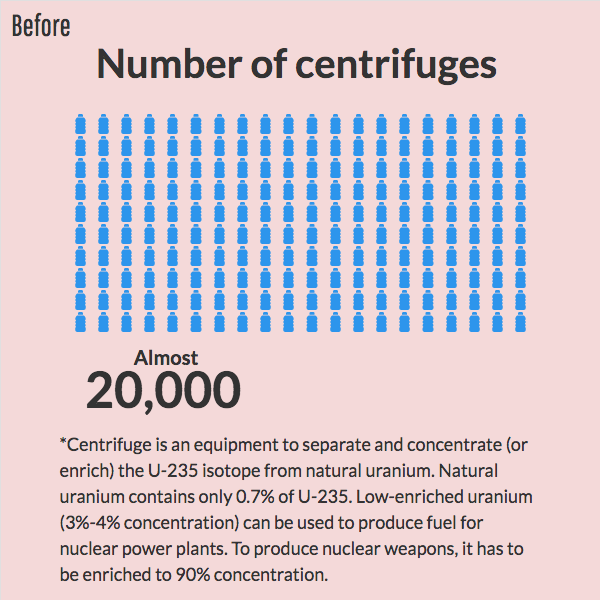 Before
Number of centrifuges
Almost
20,000
*Centrifuge is an equipment to separate and concentrate (or
enrich) the U-235 isotope from natural uranium. Natural
uranium contains only 0.7% of U-235. Low-enriched uranium
(3%-4% concentration) can be used to produce fuel for
nuclear power plants. To produce nuclear weapons, it has to
be enriched to 90% concentration.